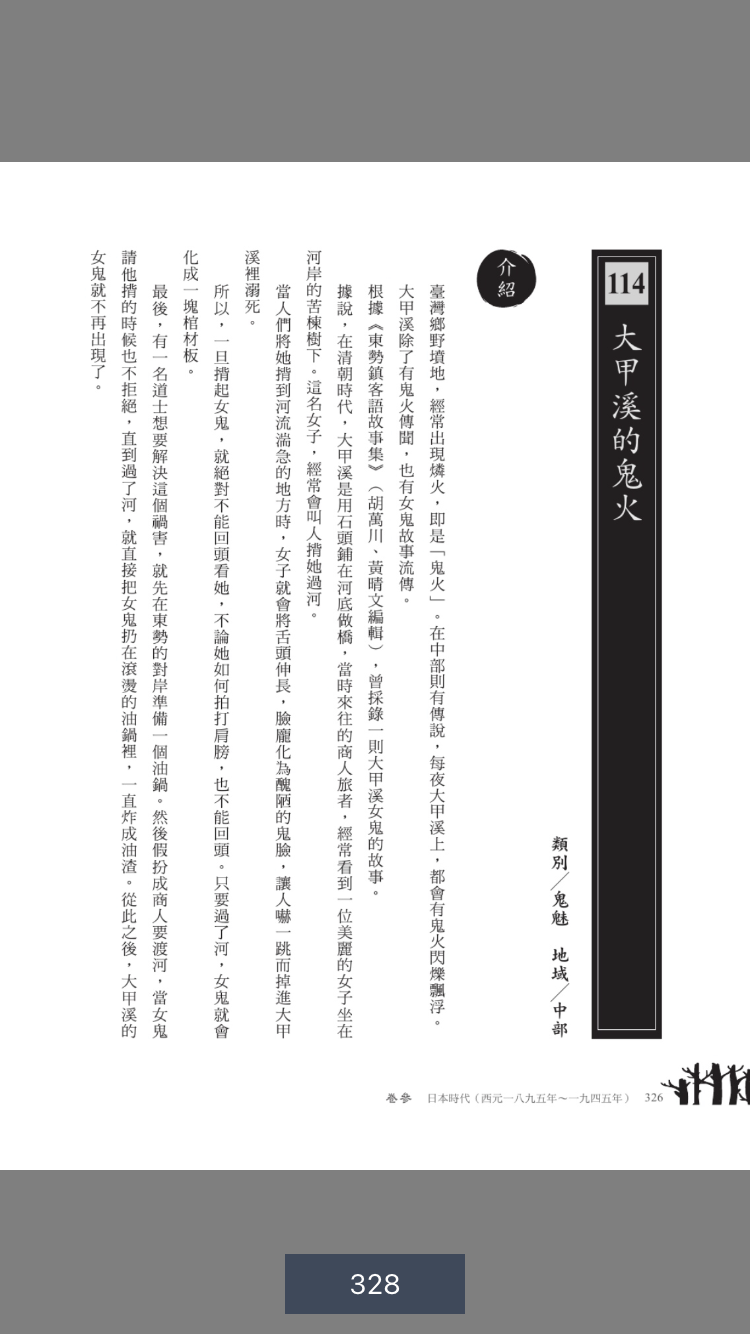 114 大甲溪的鬼火
類別／鬼魅　地域／中部
介紹
臺灣鄉野墳地，經常出現燐火，即是「鬼火」。在中部則有傳說，每夜大甲溪上，都會有鬼火閃爍飄浮。
大甲溪除了有鬼火傳聞，也有女鬼故事流傳。
根據《東勢鎮客語故事集》（胡萬川、黃晴文編輯），曾採錄一則大甲溪女鬼的故事。
據說，在清朝時代，大甲溪是用石頭鋪在河底做橋，當時來往的商人旅者，經常看到一位美麗的女子坐在
河岸的苦楝樹下。這名女子，經常會叫人揹她過河。
當人們將她揹到河流湍急的地方時，女子就會將舌頭伸長，臉龐化為醜陋的鬼臉，讓人嚇一跳而掉進大甲
溪裡溺死。
所以，一旦揹起女鬼，就絕對不能回頭看她，不論她如何拍打肩膀，也不能回頭。只要過了河，女鬼就會
化成一塊棺材板。
最後，有一名道士想要解決這個禍害，就先在東勢的對岸準備一個油鍋。然後假扮成商人要渡河，當女鬼
請他揹的時候也不拒絕，直到過了河，就直接把女鬼扔在滾燙的油鍋裡，一直炸成油渣。從此之後，大甲溪的
女鬼就不再出現了。
卷參　日本時代（西元一八九五年～一九四五年）　326
328